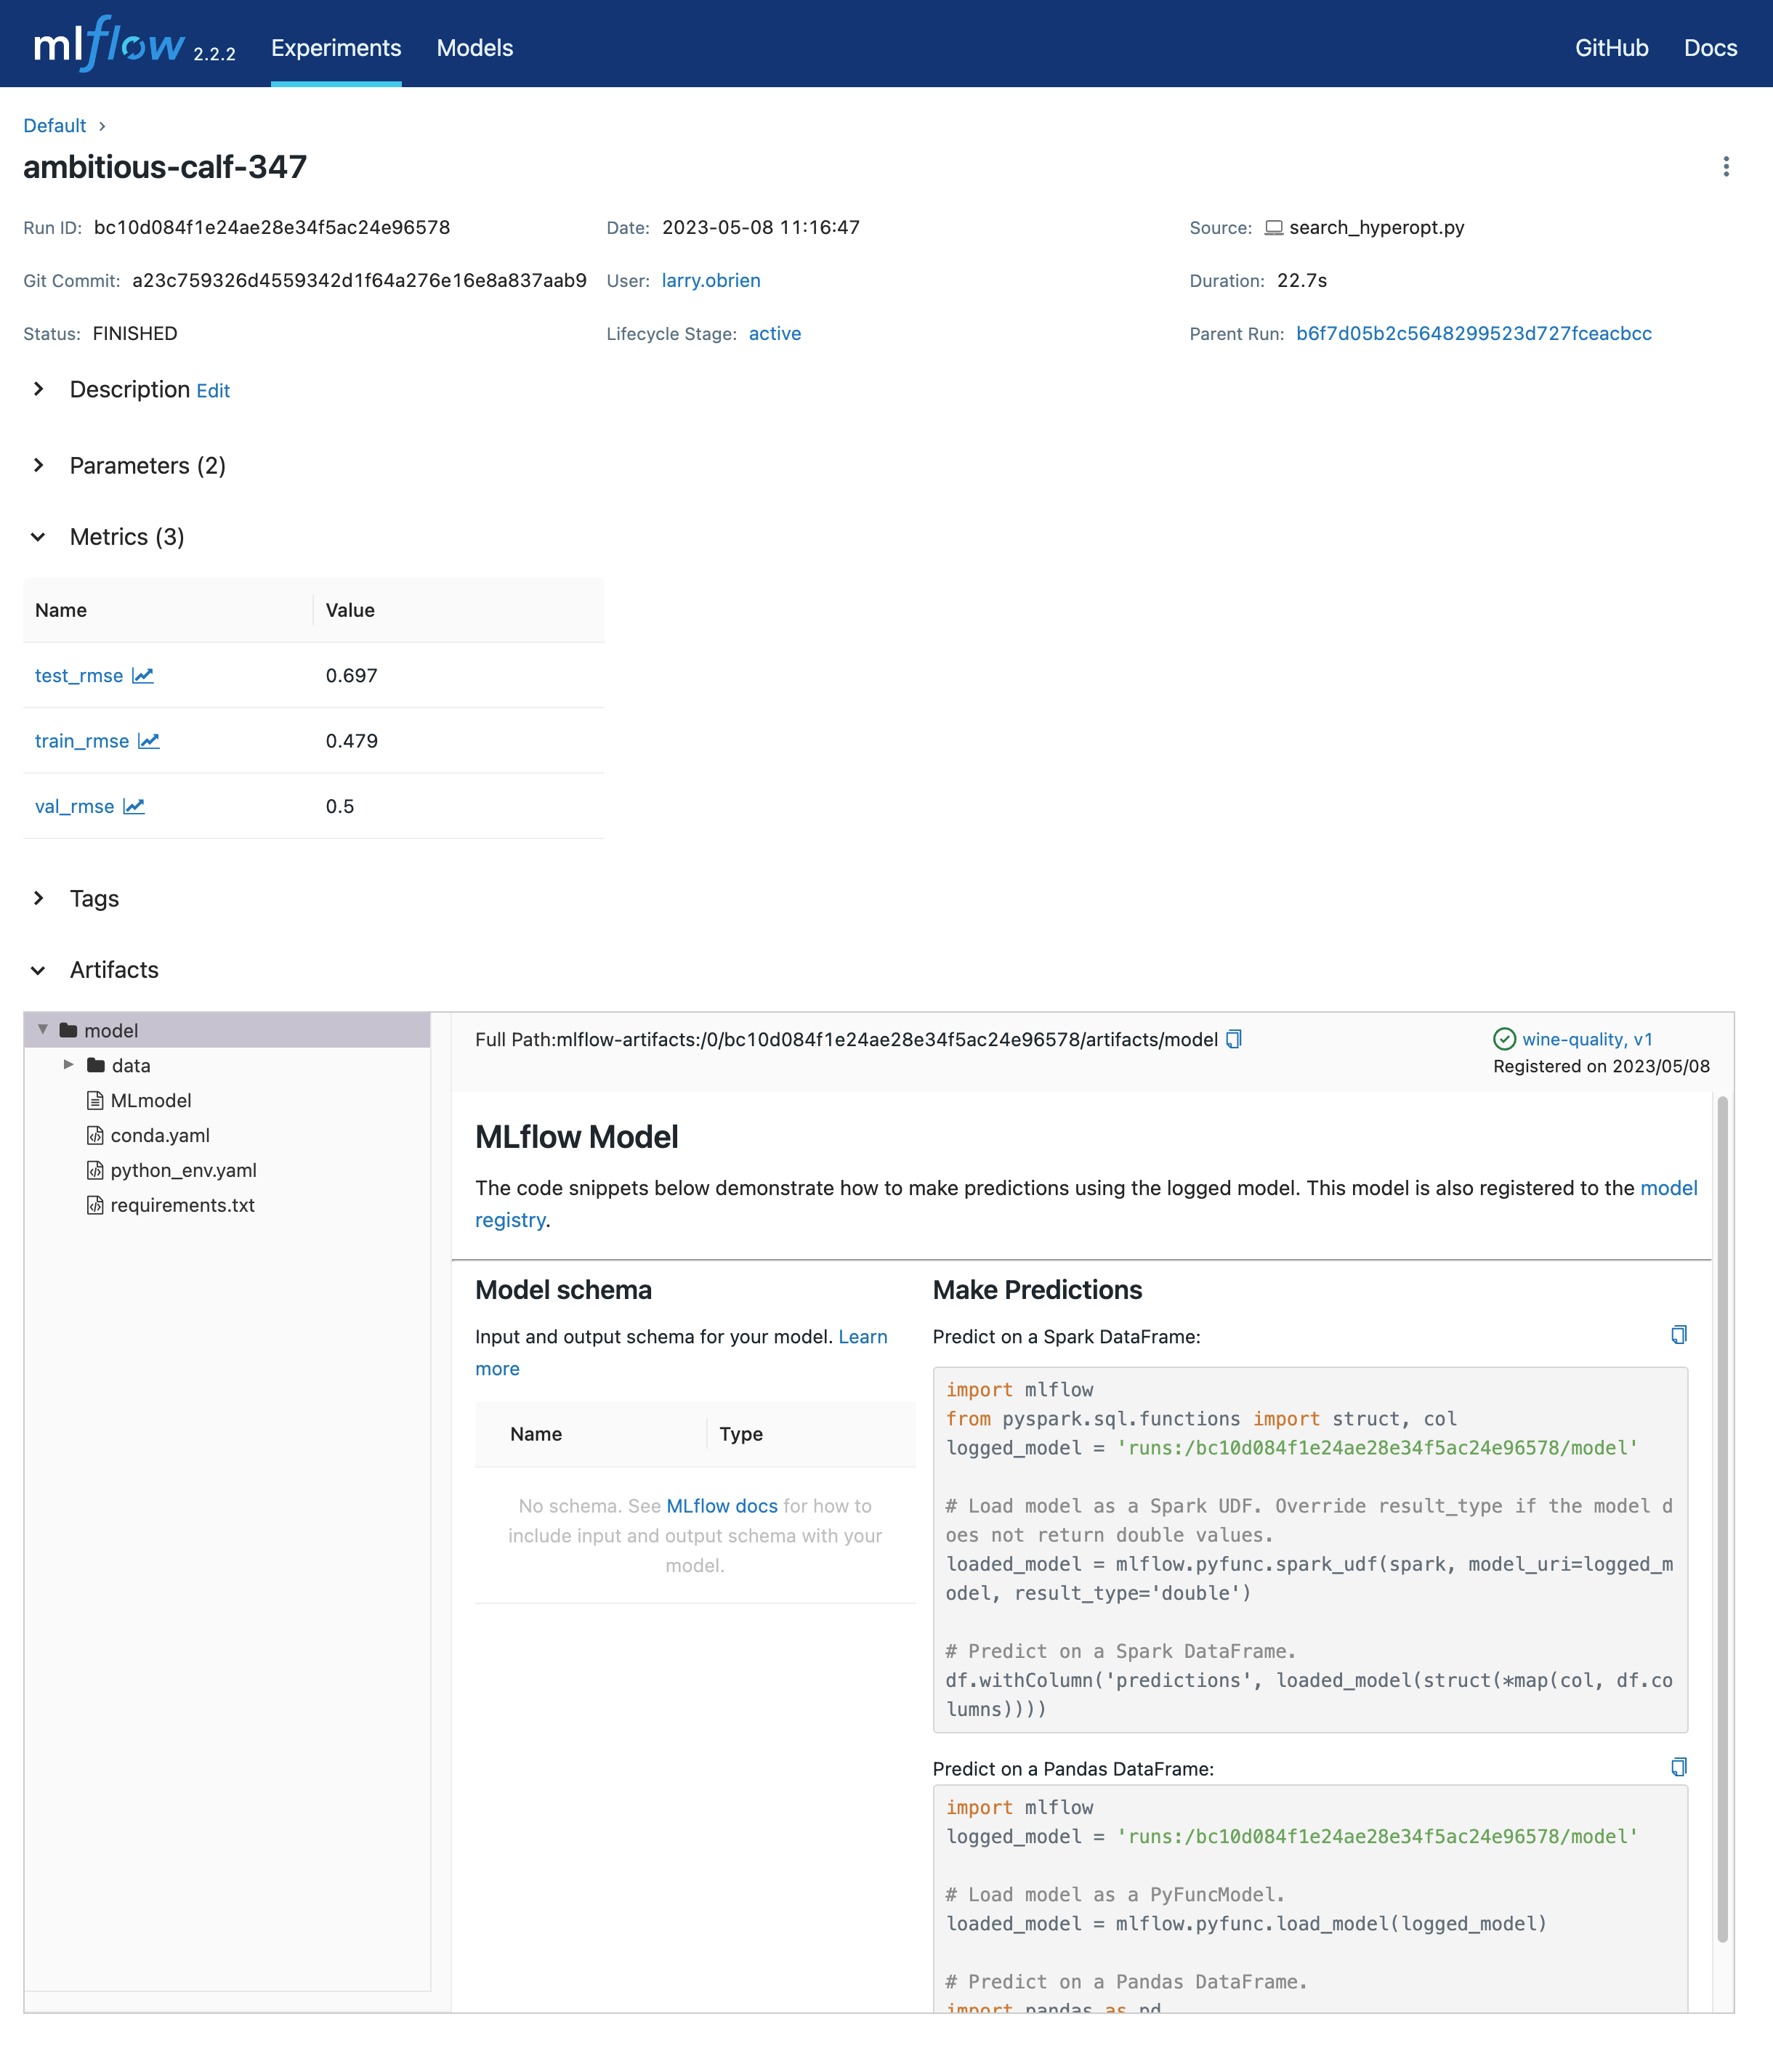 mlflow 2.2.2 Experiments Models GitHub Docs
Default ›
ambitious-calf-347
Run ID: bc10d084f1e24ae28e34f5ac24e96578 Date: 2023-05-08 11:16:47 Source: search_hyperopt.py
Git Commit: a23c759326d4559342d1f64a276e16e8a837aab9 User: larry.obrien Duration: 22.7s
Status: FINISHED Lifecycle Stage: active Parent Run: b6f7d05b2c5648299523d727fceacbcc
Description Edit
Parameters (2)
Metrics (3)
Name Value
test_rmse 0.697
train_rmse 0.479
val_rmse 0.5
Tags
Artifacts
model
data
MLmodel
conda.yaml
python_env.yaml
requirements.txt
Full Path:mlflow-artifacts:/0/bc10d084f1e24ae28e34f5ac24e96578/artifacts/model
wine-quality, v1
Registered on 2023/05/08
MLflow Model
The code snippets below demonstrate how to make predictions using the logged model. This model is also registered to the model
registry.
Model schema
Input and output schema for your model. Learn
more
Name Type
No schema. See MLflow docs for how to
include input and output schema with your
model.
Make Predictions
Predict on a Spark DataFrame:
import mlflow
from pyspark.sql.functions import struct, col
logged_model = 'runs:/bc10d084f1e24ae28e34f5ac24e96578/model'
# Load model as a Spark UDF. Override result_type if the model d
oes not return double values.
loaded_model = mlflow.pyfunc.spark_udf(spark, model_uri=logged_m
odel, result_type='double')
# Predict on a Spark DataFrame.
df.withColumn('predictions', loaded_model(struct(*map(col, df.co
lumns))))
Predict on a Pandas DataFrame:
import mlflow
logged_model = 'runs:/bc10d084f1e24ae28e34f5ac24e96578/model'
# Load model as a PyFuncModel.
loaded_model = mlflow.pyfunc.load_model(logged_model)
# Predict on a Pandas DataFrame.
import pandas as pd